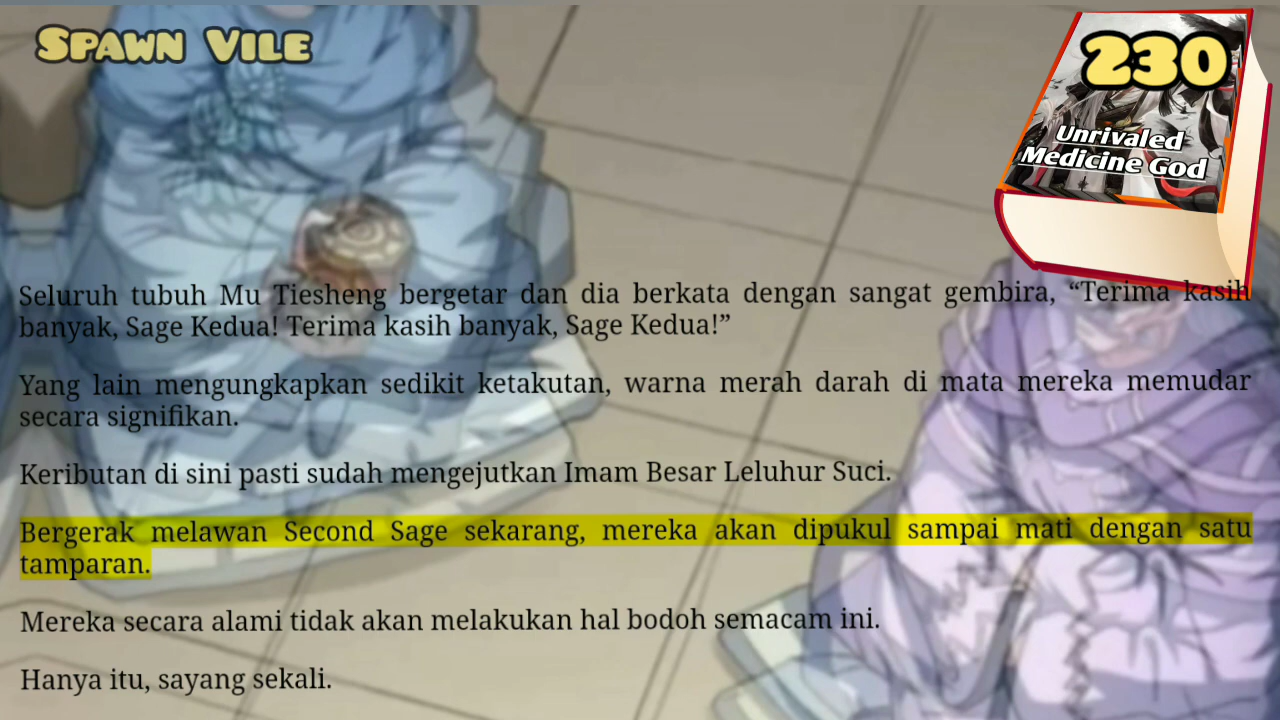 Spawn Vile
230
Unrivaled
Medicine God
Seluruh tubuh Mu Tiesheng bergetar dan dia berkata dengan sangat gembira, “Terima kasih
banyak, Sage Kedua! Terima kasih banyak, Sage Kedua!”
Yang lain mengungkapkan sedikit ketakutan, warna merah darah di mata mereka memudar
secara signifikan.
Keributan di sini pasti sudah mengejutkan Imam Besar Leluhur Suci.
Bergerak melawan Second Sage sekarang, mereka akan dipukul sampai mati dengan satu
tamparan.
Mereka secara alami tidak akan melakukan hal bodoh semacam ini.
Hanya itu, sayang sekali.